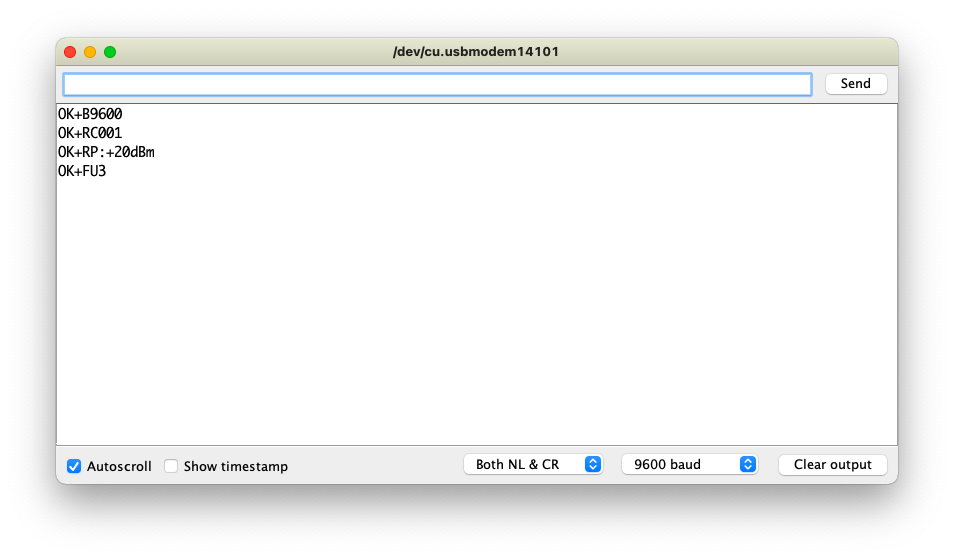 /dev/cu.usbmodem14101
Send
OK+B9600
OK+RC001
OK+RP:+20dBm
OK+FU3
Autoscroll
Show timestamp
Both NL & CR
9600 baud
Clear output